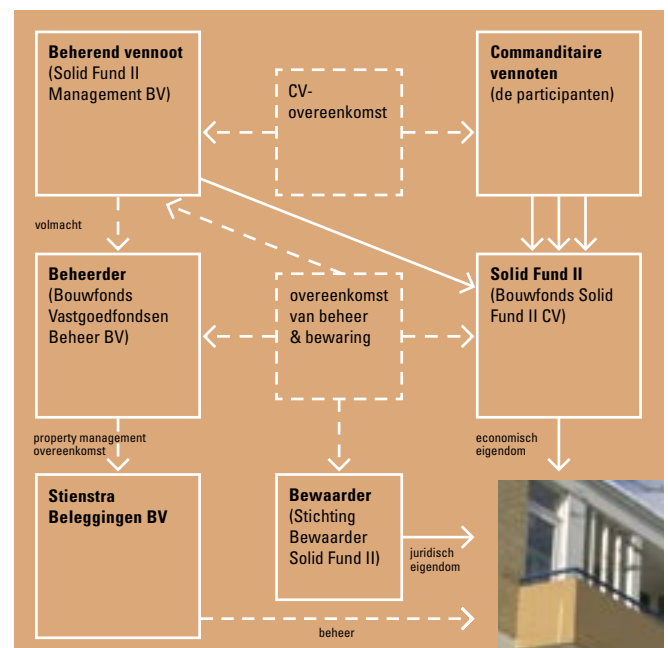 Beherend vennoot
(Solid Fund II
Management BV)
CV-
overeenkomst
Commanditaire
vennoten
(de participanten)
volmacht
Beheerder
(Bouwfonds
Vastgoedfondsen
Beheer BV)
overeenkomst
van beheer
& bewaring
Solid Fund II
(Bouwfonds Solid
Fund II CV)
property management
overeenkomst
economisch
eigendom
Stienstra
Beleggingen BV
Bewaarder
(Stichting
Bewaarder
Solid Fund II)
juridisch
eigendom
beheer